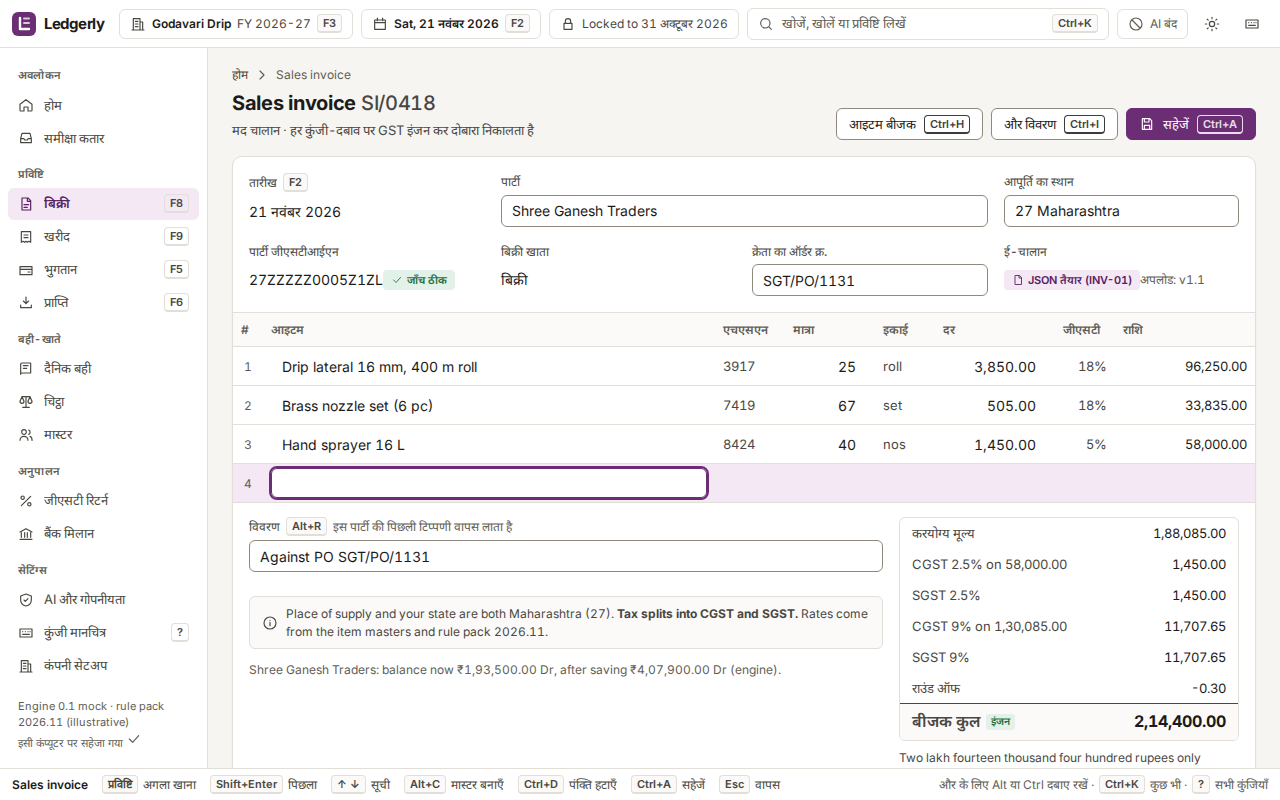 Ledgerly
Godavari Drip FY 2026-27 F3
Sat, 21 नवंबर 2026 F2
Locked to 31 अक्टूबर 2026
खोजें, खोलें या प्रविष्टि लिखें Ctrl+K
AI बंद
अवलोकन
होम
समीक्षा कतार
प्रविष्टि
बिक्री F8
खरीद F9
भुगतान F5
प्राप्ति F6
बही-खाते
दैनिक बही
चिट्ठा
मास्टर
अनुपालन
जीएसटी रिटर्न
बैंक मिलान
सेटिंग्स
AI और गोपनीयता
कुंजी मानचित्र ?
कंपनी सेटअप
Engine 0.1 mock · rule pack
2026.11 (illustrative)
इसी कंप्यूटर पर सहेजा गया
होम Sales invoice
Sales invoice SI/0418
मद चालान · हर कुंजी-दबाव पर GST इंजन कर दोबारा निकालता है
आइटम बीजक Ctrl+H
और विवरण Ctrl+I
सहेजें Ctrl+A
तारीख F2
21 नवंबर 2026
पार्टी
Shree Ganesh Traders
आपूर्ति का स्थान
27 Maharashtra
पार्टी जीएसटीआईएन
27ZZZZZ0005Z1ZL जाँच ठीक
बिक्री खाता
बिक्री
क्रेता का ऑर्डर क्र.
SGT/PO/1131
ई-चालान
JSON तैयार (INV-01) अपलोड: v1.1
# आइटम एचएसएन मात्रा इकाई दर जीएसटी राशि
1 Drip lateral 16 mm, 400 m roll 3917 25 roll 3,850.00 18% 96,250.00
2 Brass nozzle set (6 pc) 7419 67 set 505.00 18% 33,835.00
3 Hand sprayer 16 L 8424 40 nos 1,450.00 5% 58,000.00
4
विवरण Alt+R इस पार्टी की पिछली टिप्पणी वापस लाता है
Against PO SGT/PO/1131
Place of supply and your state are both Maharashtra (27). Tax splits into CGST and SGST. Rates come
from the item masters and rule pack 2026.11.
Shree Ganesh Traders: balance now ₹1,93,500.00 Dr, after saving ₹4,07,900.00 Dr (engine).
करयोग्य मूल्य 1,88,085.00
CGST 2.5% on 58,000.00 1,450.00
SGST 2.5% 1,450.00
CGST 9% on 1,30,085.00 11,707.65
SGST 9% 11,707.65
राउंड ऑफ -0.30
बीजक कुल इंजन 2,14,400.00
Two lakh fourteen thousand four hundred rupees only
Sales invoice प्रविष्टि अगला खाना Shift+Enter पिछला ↑ ↓ सूची Alt+C मास्टर बनाएँ Ctrl+D पंक्ति हटाएँ Ctrl+A सहेजें Esc वापस
और के लिए Alt या Ctrl दबाए रखें · Ctrl+K कुछ भी · ? सभी कुंजियाँ